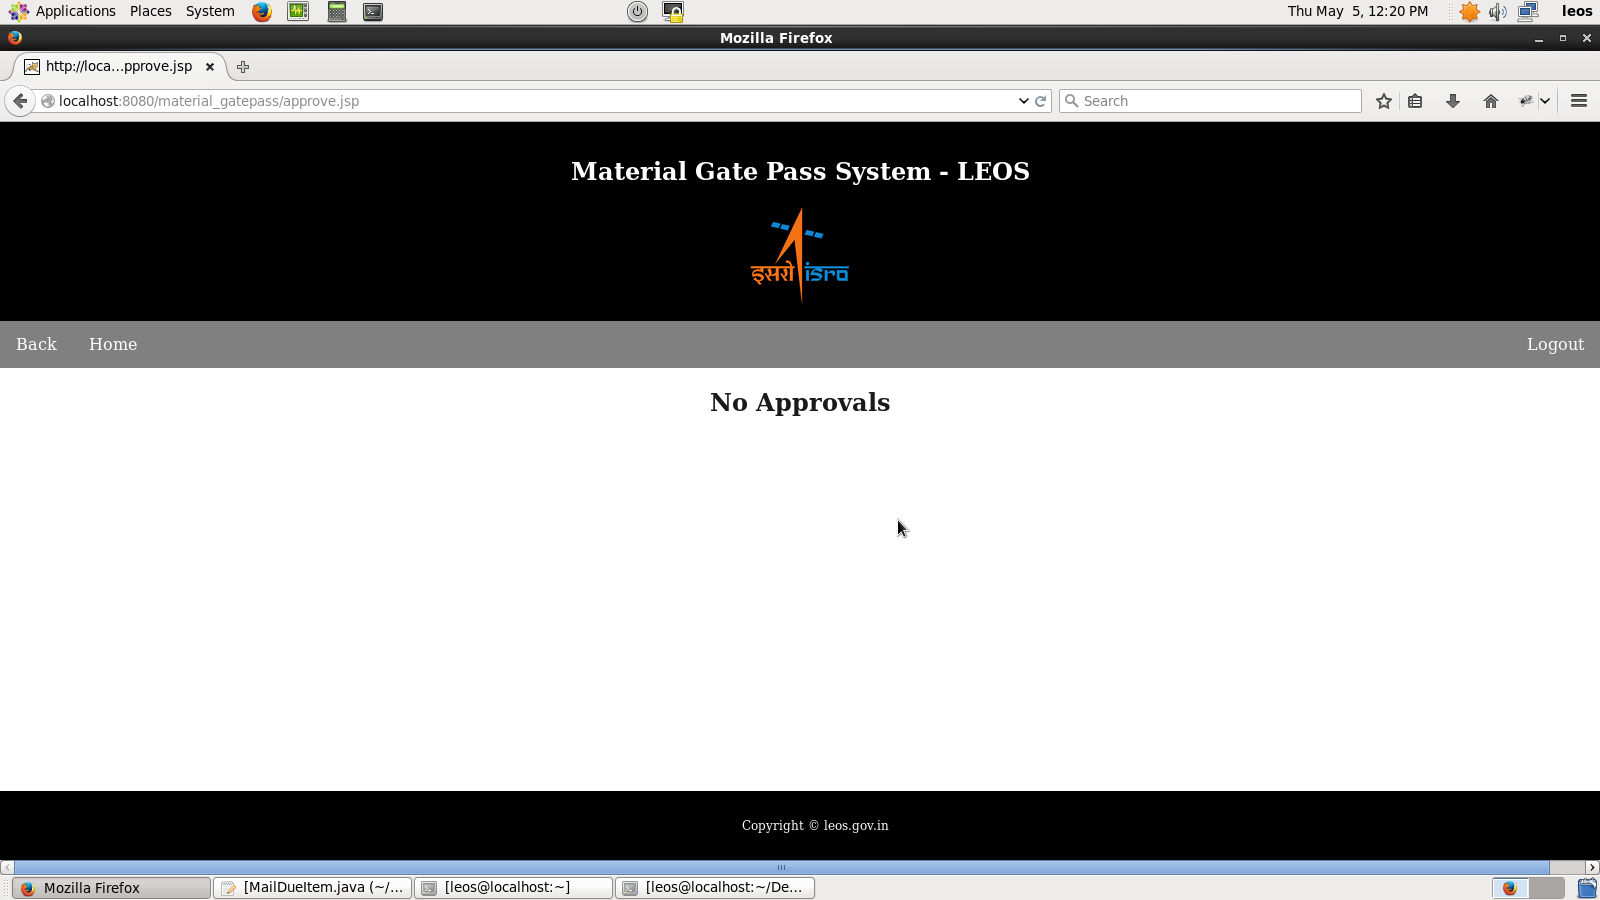 Applications Places System Thu May 5, 12:20 PM leos
Mozilla Firefox
http://loca...pprove.jsp
localhost:8080/material_gatepass/approve.jsp Search
Material Gate Pass System - LEOS
इसरो isro
Back Home Logout
No Approvals
Copyright © leos.gov.in
Mozilla Firefox [MailDueItem.java (~/... [leos@localhost:~] [leos@localhost:~/De...